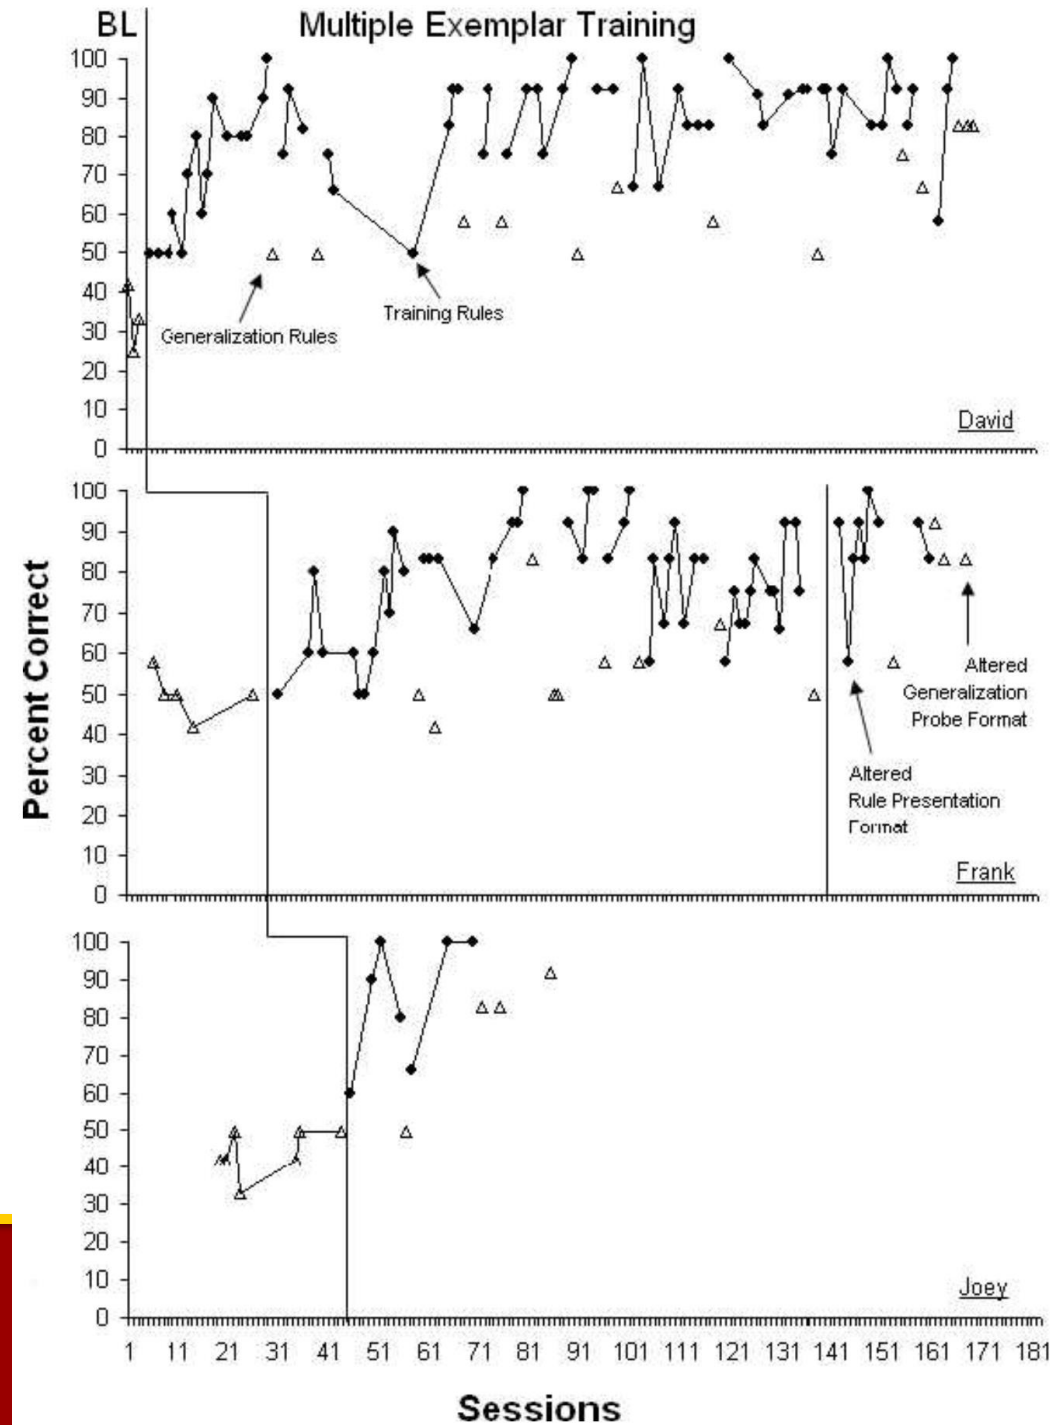 BL Multiple Exemplar Training
100
90
80
70
60
50
40
30
20
10
0
Generalization Rules
Training Rules
David
Percent Correct
100
90
80
70
60
50
40
30
20
10
0
Altered
Generalization
Probe Format
Altered
Rule Presentation
Format
Frank
100
90
80
70
60
50
40
30
20
10
0
Joey
1 11 21 31 41 51 61 71 81 91 101 111 121 131 141 151 161 171 181
Sessions